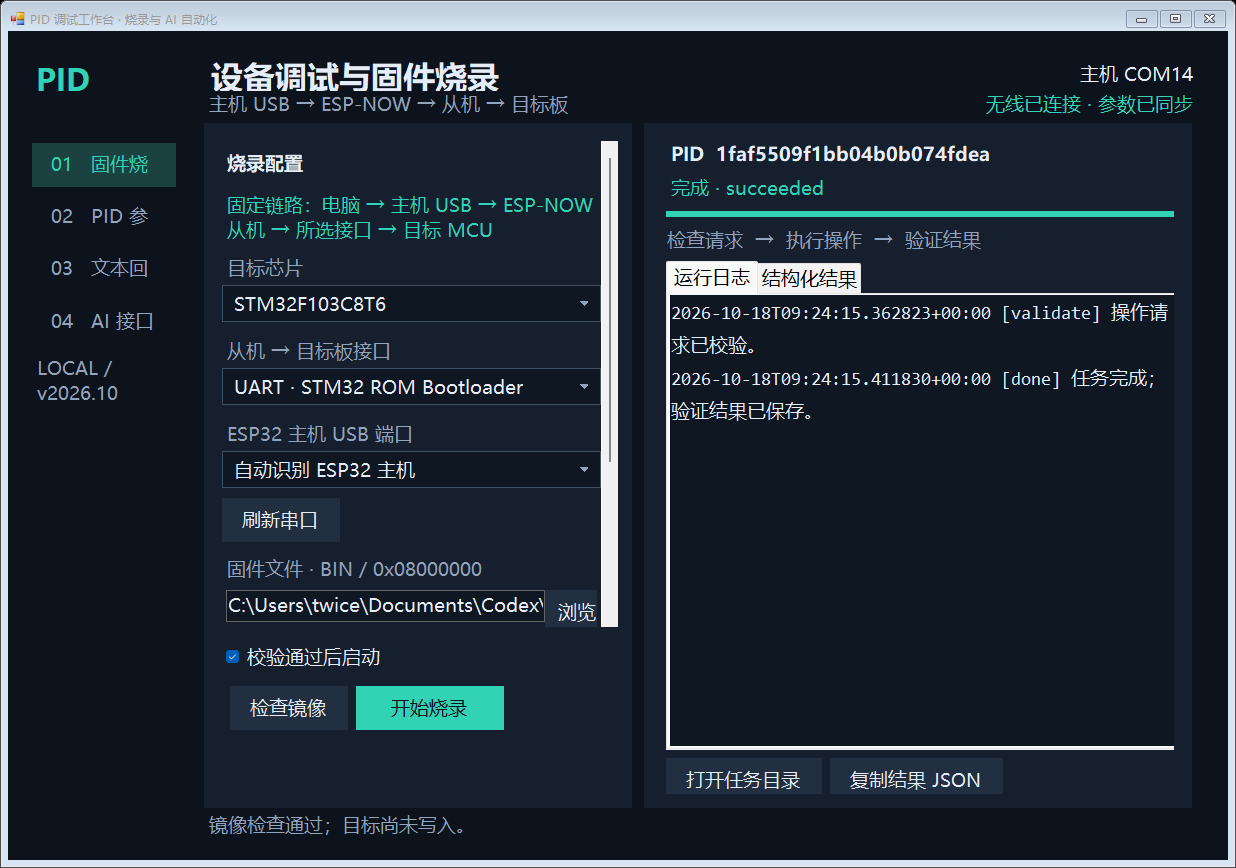 PID 调试工作台 · 烧录与 AI 自动化
PID
设备调试与固件烧录
主机 USB → ESP-NOW → 从机 → 目标板
主机 COM14
无线已连接 · 参数已同步
01 固件烧
02 PID 参
03 文本回
04 AI 接口
LOCAL /
v2026.10
烧录配置
固定链路：电脑 → 主机 USB → ESP-NOW
从机 → 所选接口 → 目标 MCU
目标芯片
STM32F103C8T6
从机 → 目标板接口
UART · STM32 ROM Bootloader
ESP32 主机 USB 端口
自动识别 ESP32 主机
刷新串口
固件文件 · BIN / 0x08000000
C:\Users\twice\Documents\Codex\
浏览
校验通过后启动
检查镜像
开始烧录
PID 1faf5509f1bb04b0b074fdea
完成 · succeeded
检查请求 → 执行操作 → 验证结果
运行日志 结构化结果
2026-10-18T09:24:15.362823+00:00 [validate] 操作请
求已校验。
2026-10-18T09:24:15.411830+00:00 [done] 任务完成；
验证结果已保存。
打开任务目录
复制结果 JSON
镜像检查通过；目标尚未写入。